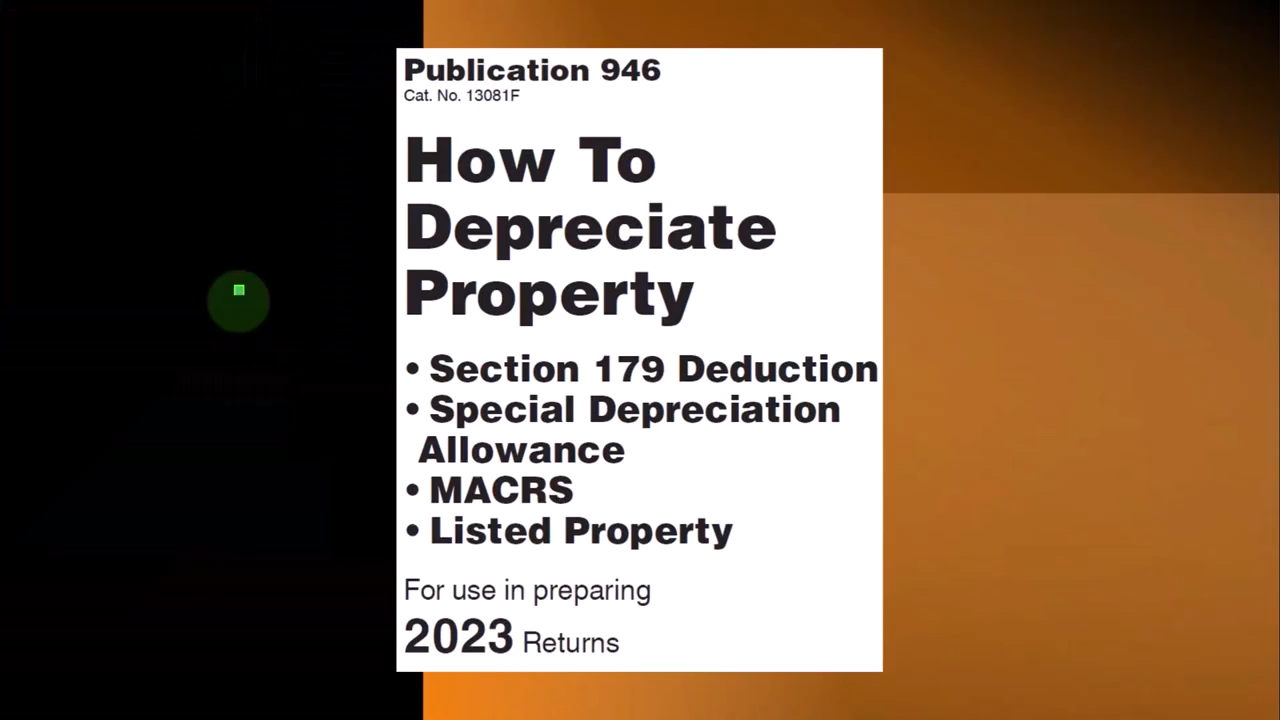 Publication 946
Cat. No. 13081F
How To
Depreciate
Property
• Section 179 Deduction
• Special Depreciation
Allowance
• MACRS
• Listed Property
For use in preparing
2023 Returns